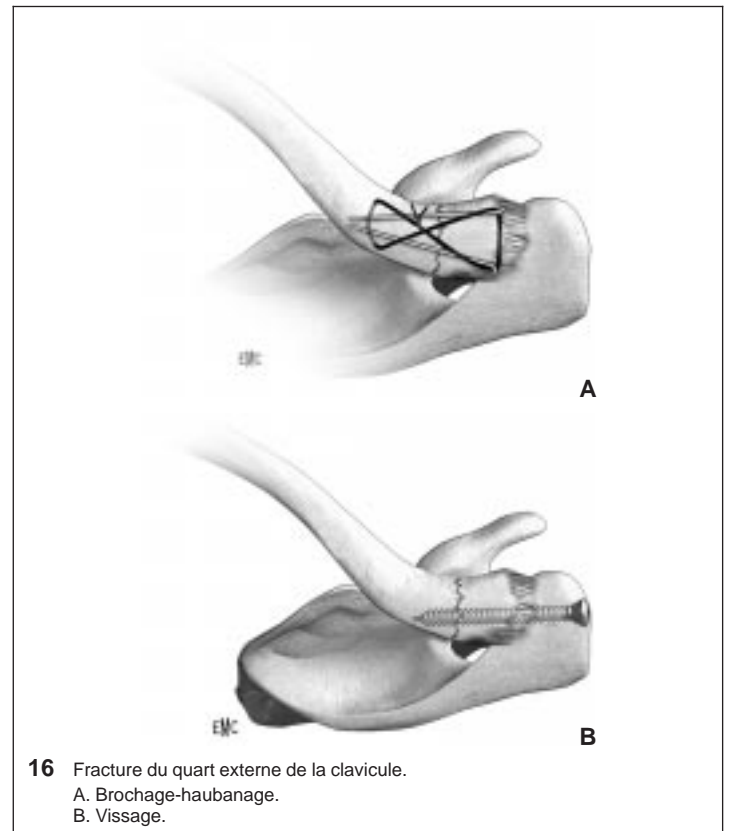 EMC
A
EMC
B
16 Fracture du quart externe de la clavicule.
A. Brochage-haubanage.
B. Vissage.